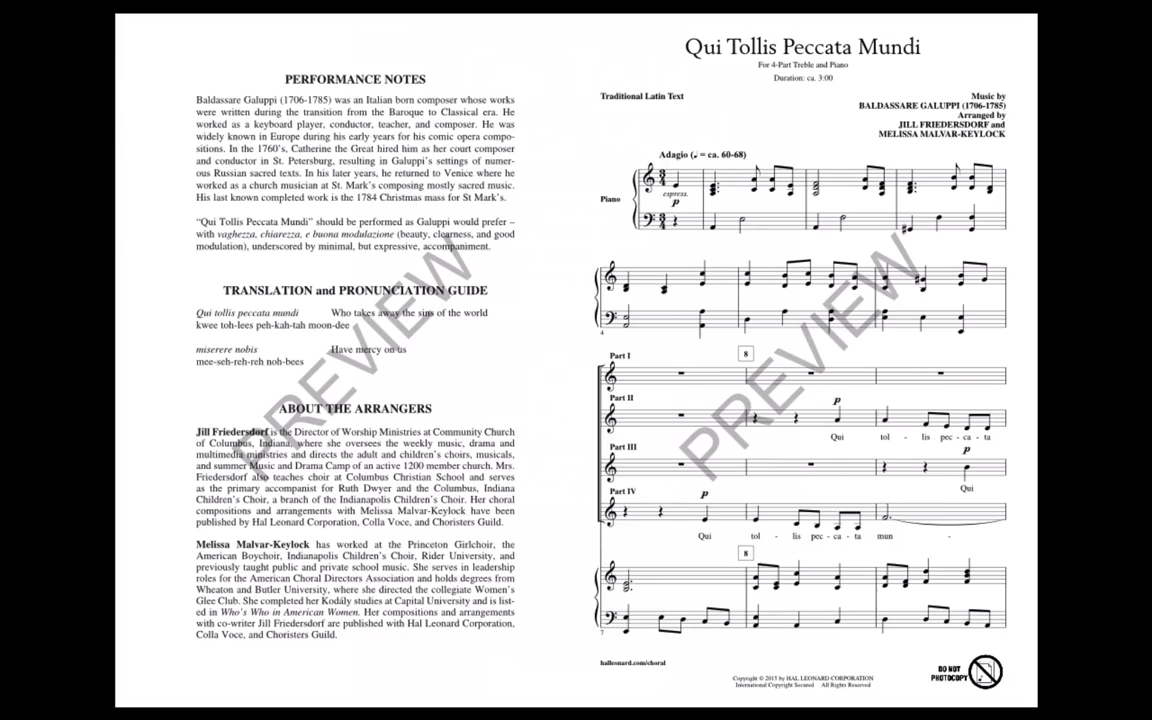 PERFORMANCE NOTES
Baldassare Galuppi (1706-1785) was an Italian born composer whose works
were written during the transition from the Baroque to Classical era. He
worked as a keyboard player, conductor, teacher, and composer. He was
widely known in Europe during his early years for his comic opera compo-
sitions. In the 1760's, Catherine the Great hired him as her court composer
and conductor in St. Petersburg, resulting in Galuppi's settings of numer-
ous Russian sacred texts. In his later years, he returned to Venice where he
worked as a church musician at St. Mark's composing mostly sacred music.
His last known completed work is the 1784 Christmas mass for St Mark's.
"Qui Tollis Peccata Mundi" should be performed as Galuppi would prefer –
with vaghezza, chiarezza, e buona modulazione (beauty, clearness, and good
modulation), underscored by minimal, but expressive, accompaniment.
TRANSLATION and PRONUNCIATION GUIDE
Qui tollis peccata mundi Who takes away the sins of the world
kwee toh-lees peh-kah-tah moon-dee
miserere nobis Have mercy on us
mee-seh-reh-reh noh-bees
ABOUT THE ARRANGERS
Jill Friedersdorf is the Director of Worship Ministries at Community Church
of Columbus, Indiana, where she oversees the weekly music, drama and
multimedia ministries and directs the adult and children's choirs, musicals,
and summer Music and Drama Camp of an active 1200 member church. Mrs.
Friedersdorf also teaches choir at Columbus Christian School and serves
as the primary accompanist for Ruth Dwyer and the Columbus, Indiana
Children's Choir, a branch of the Indianapolis Children's Choir. Her choral
compositions and arrangements with Melissa Malvar-Keylock have been
published by Hal Leonard Corporation, Colla Voce, and Choristers Guild.
Melissa Malvar-Keylock has worked at the Princeton Girlchoir, the
American Boychoir, Indianapolis Children's Choir, Rider University, and
previously taught public and private school music. She serves in leadership
roles for the American Choral Directors Association and holds degrees from
Wheaton and Butler University, where she directed the collegiate Women's
Glee Club. She completed her Kodály studies at Capital University and is list-
ed in Who's Who in American Women. Her compositions and arrangements
with co-writer Jill Friedersdorf are published with Hal Leonard Corporation,
Colla Voce, and Choristers Guild.
PREVIEW
Qui Tollis Peccata Mundi
For 4-Part Treble and Piano
Duration: ca. 3:00
Traditional Latin Text
Music by
BALDASSARE GALUPPI (1706-1785)
Arranged by
JILL FRIEDERSDORF and
MELISSA MALVAR-KEYLOCK
Adagio (♩ = ca. 60-68)
Piano
espress.
p
4
Part I
8
Part II
p
Qui tol - lis pec - ca - ta
Part III
p
Qui
Part IV
p
Qui tol - lis pec - ca - ta mun -
8
7
PREVIEW
halleonard.com/choral
Copyright © 2015 by HAL LEONARD CORPORATION
International Copyright Secured All Rights Reserved
DO NOT
PHOTOCOPY